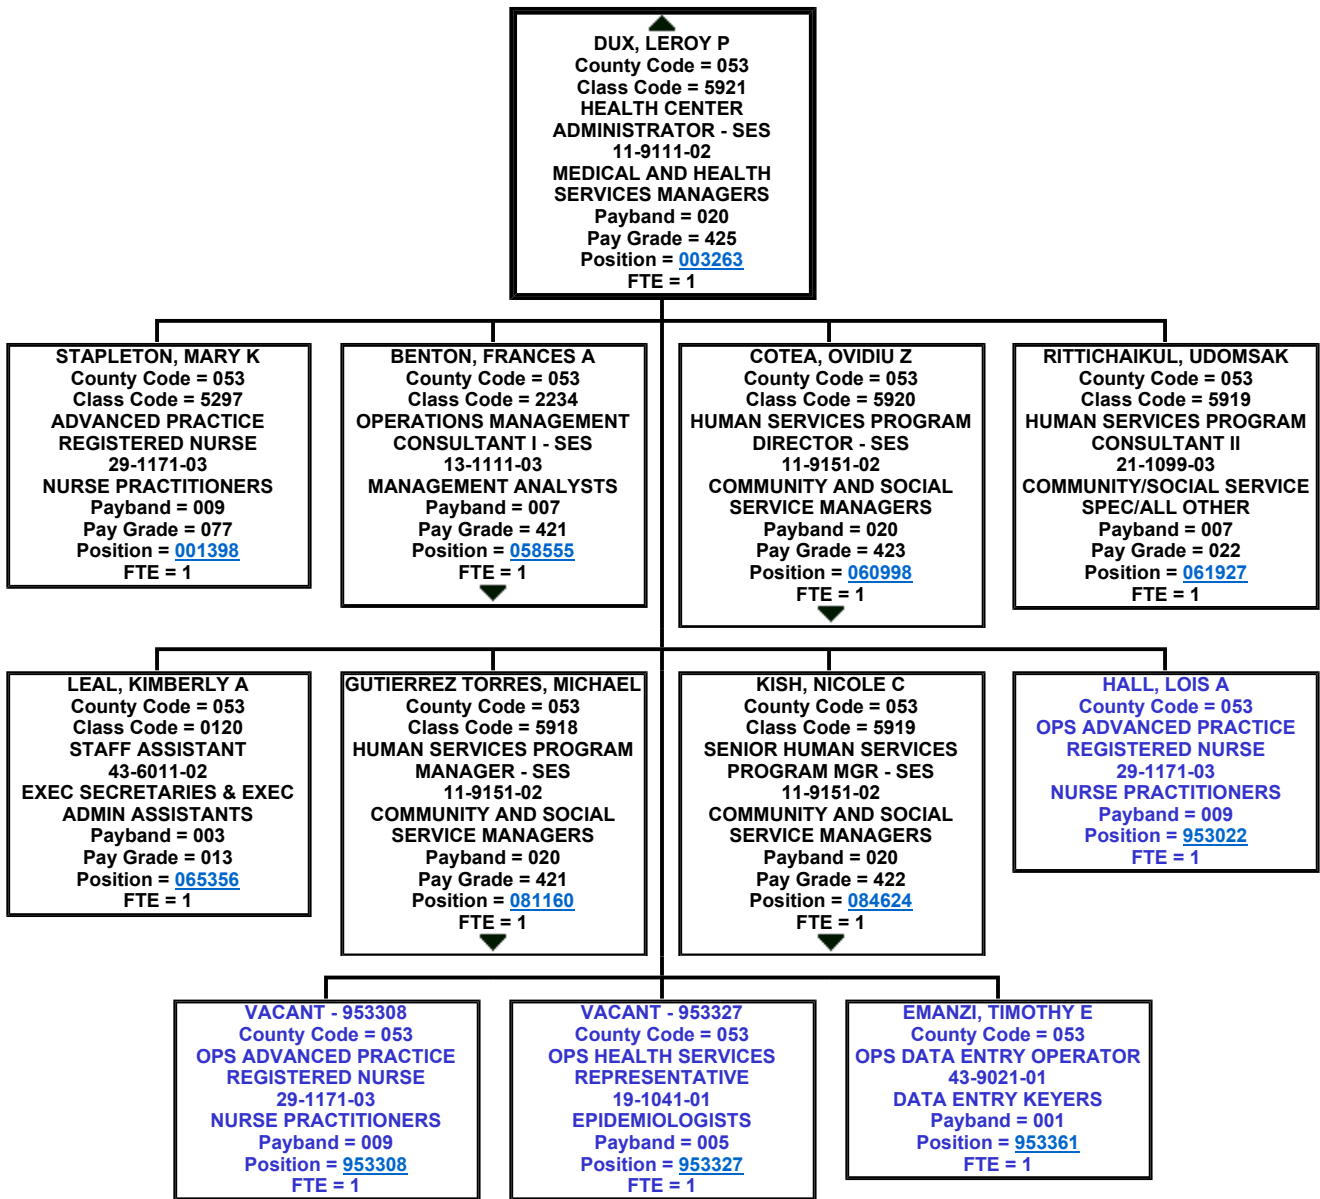 DUX, LEROY P
County Code = 053
Class Code = 5921
HEALTH CENTER
ADMINISTRATOR - SES
11-9111-02
MEDICAL AND HEALTH
SERVICES MANAGERS
Payband = 020
Pay Grade = 425
Position = 003263
FTE = 1
STAPLETON, MARY K
County Code = 053
Class Code = 5297
ADVANCED PRACTICE
REGISTERED NURSE
29-1171-03
NURSE PRACTITIONERS
Payband = 009
Pay Grade = 077
Position = 001398
FTE = 1
BENTON, FRANCES A
County Code = 053
Class Code = 2234
OPERATIONS MANAGEMENT
CONSULTANT I - SES
13-1111-03
MANAGEMENT ANALYSTS
Payband = 007
Pay Grade = 421
Position = 058555
FTE = 1
COTEA, OVIDIU Z
County Code = 053
Class Code = 5920
HUMAN SERVICES PROGRAM
DIRECTOR - SES
11-9151-02
COMMUNITY AND SOCIAL
SERVICE MANAGERS
Payband = 020
Pay Grade = 423
Position = 060998
FTE = 1
RITTICHAIKUL, UDOMSAK
County Code = 053
Class Code = 5919
HUMAN SERVICES PROGRAM
CONSULTANT II
21-1099-03
COMMUNITY/SOCIAL SERVICE
SPEC/ALL OTHER
Payband = 007
Pay Grade = 022
Position = 061927
FTE = 1
LEAL, KIMBERLY A
County Code = 053
Class Code = 0120
STAFF ASSISTANT
43-6011-02
EXEC SECRETARIES & EXEC
ADMIN ASSISTANTS
Payband = 003
Pay Grade = 013
Position = 065356
FTE = 1
GUTIERREZ TORRES, MICHAEL
County Code = 053
Class Code = 5918
HUMAN SERVICES PROGRAM
MANAGER - SES
11-9151-02
COMMUNITY AND SOCIAL
SERVICE MANAGERS
Payband = 020
Pay Grade = 421
Position = 081160
FTE = 1
KISH, NICOLE C
County Code = 053
Class Code = 5919
SENIOR HUMAN SERVICES
PROGRAM MGR - SES
11-9151-02
COMMUNITY AND SOCIAL
SERVICE MANAGERS
Payband = 020
Pay Grade = 422
Position = 084624
FTE = 1
HALL, LOIS A
County Code = 053
OPS ADVANCED PRACTICE
REGISTERED NURSE
29-1171-03
NURSE PRACTITIONERS
Payband = 009
Position = 953022
FTE = 1
VACANT - 953308
County Code = 053
OPS ADVANCED PRACTICE
REGISTERED NURSE
29-1171-03
NURSE PRACTITIONERS
Payband = 009
Position = 953308
FTE = 1
VACANT - 953327
County Code = 053
OPS HEALTH SERVICES
REPRESENTATIVE
19-1041-01
EPIDEMIOLOGISTS
Payband = 005
Position = 953327
FTE = 1
EMANZI, TIMOTHY E
County Code = 053
OPS DATA ENTRY OPERATOR
43-9021-01
DATA ENTRY KEYERS
Payband = 001
Position = 953361
FTE = 1